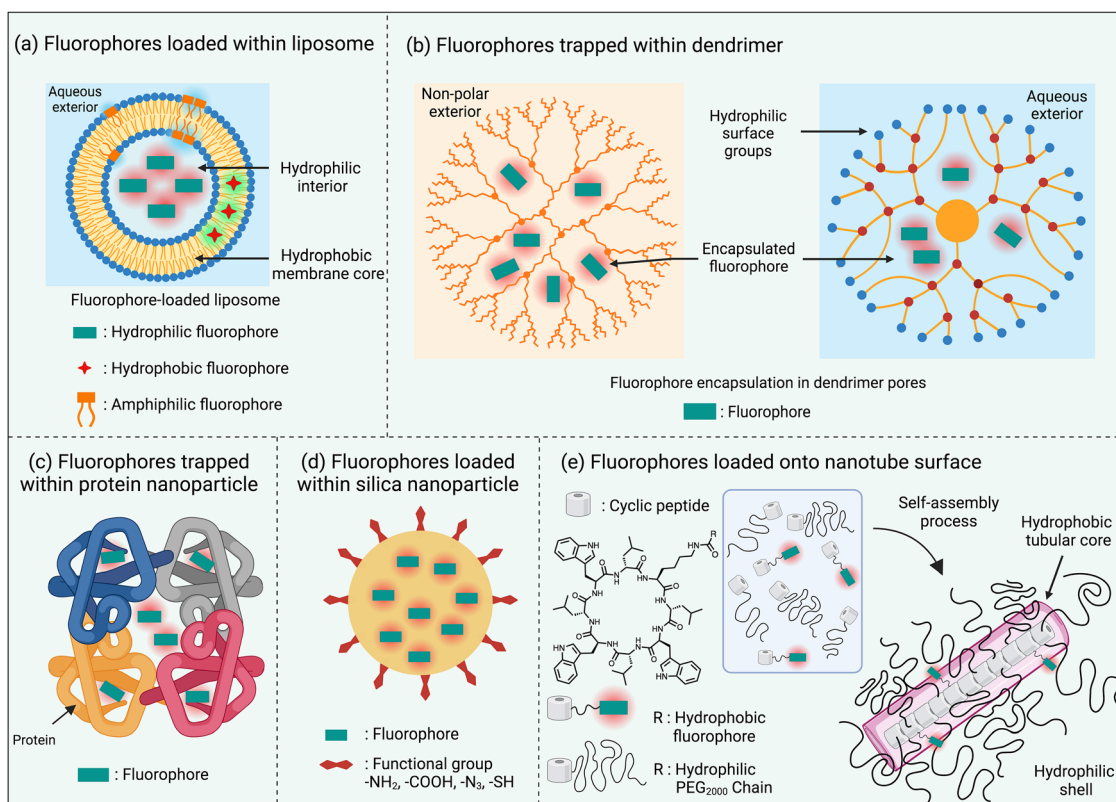 (a) Fluorophores loaded within liposome
Aqueous
exterior
Hydrophilic
interior
Hydrophobic
membrane core
Fluorophore-loaded liposome
: Hydrophilic fluorophore
: Hydrophobic fluorophore
: Amphiphilic fluorophore
(b) Fluorophores trapped within dendrimer
Non-polar
exterior
Hydrophilic
surface
groups
Aqueous
exterior
Encapsulated
fluorophore
Fluorophore encapsulation in dendrimer pores
: Fluorophore
(c) Fluorophores trapped
within protein nanoparticle
Protein
: Fluorophore
(d) Fluorophores loaded
within silica nanoparticle
: Fluorophore
: Functional group
-NH₂, -COOH, -N₃, -SH
(e) Fluorophores loaded onto nanotube surface
: Cyclic peptide
R
HN
O
NH
O
H
N
HN
R : Hydrophobic
fluorophore
R : Hydrophilic
PEG₂₀₀₀ Chain
Self-assembly
process
Hydrophobic
tubular core
Hydrophilic
shell